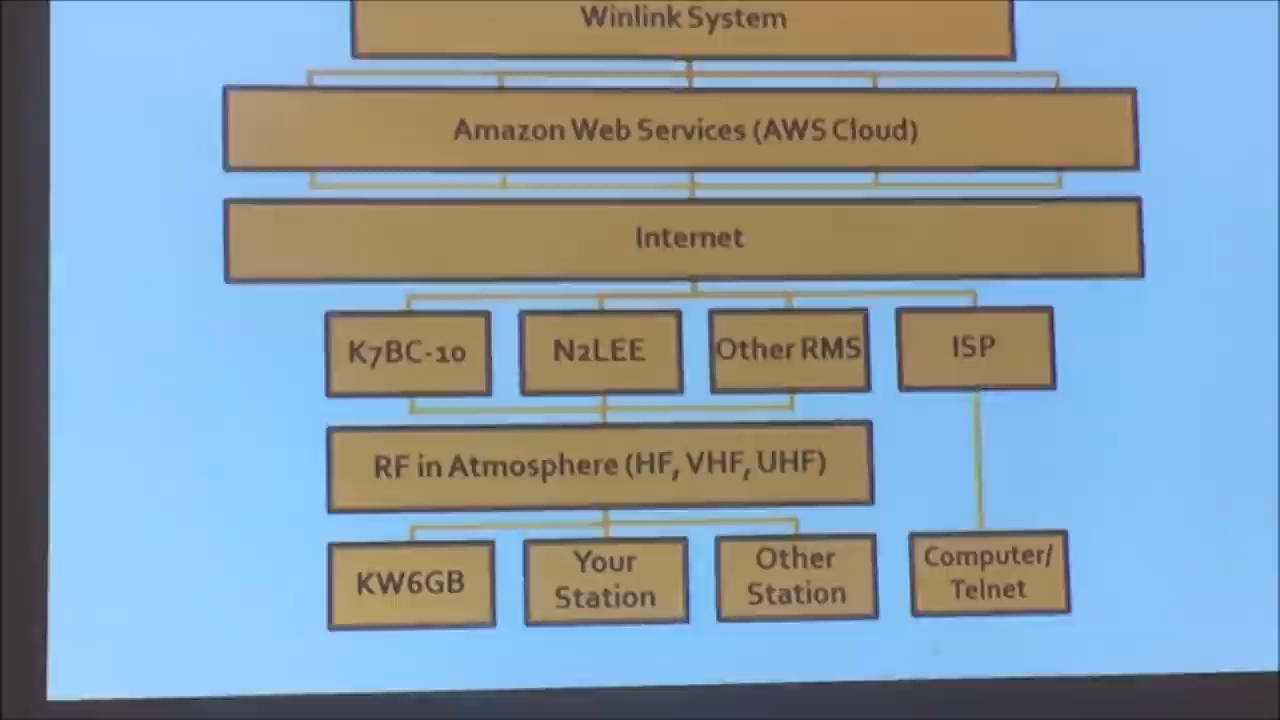 Winlink System
Amazon Web Services (AWS Cloud)
Internet
K7BC-10
N2LEE
Other RMS
ISP
RF in Atmosphere (HF, VHF, UHF)
KW6GB
Your
Station
Other
Station
Computer/
Telnet